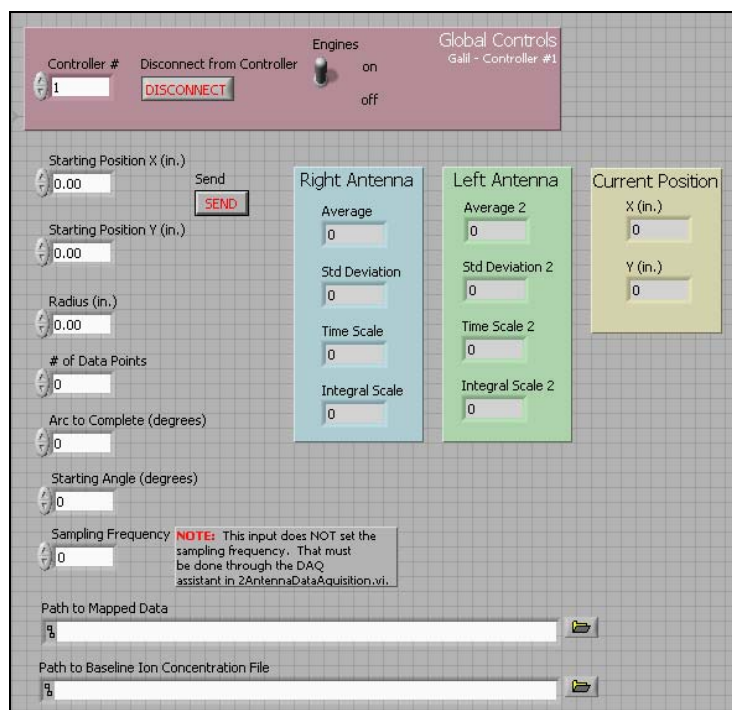 Global Controls
Galil - Controller #1
Engines
on
off
Controller #
1
Disconnect from Controller
DISCONNECT
Starting Position X (in.)
0.00
Send
SEND
Starting Position Y (in.)
0.00
Radius (in.)
0.00
# of Data Points
0
Arc to Complete (degrees)
0
Starting Angle (degrees)
0
Sampling Frequency
0
NOTE: This input does NOT set the
sampling frequency. That must
be done through the DAQ
assistant in 2AntennaDataAquisition.vi.
Right Antenna
Average
0
Std Deviation
0
Time Scale
0
Integral Scale
0
Left Antenna
Average 2
0
Std Deviation 2
0
Time Scale 2
0
Integral Scale 2
0
Current Position
X (in.)
0
Y (in.)
0
Path to Mapped Data
Path to Baseline Ion Concentration File